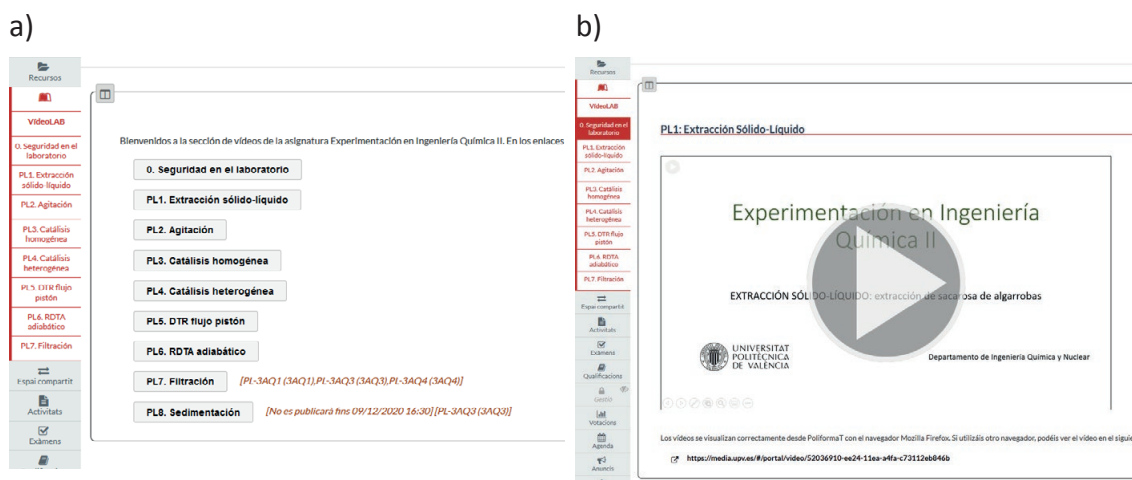 a)
Recursos
VídeoLAB
0. Seguridad en el
laboratorio
PL1. Extracción
sólido-líquido
PL2. Agitación
PL3. Catálisis
homogénea
PL4. Catálisis
heterogénea
PL5. DTR flujo
pistón
PL6. RDTA
adiabático
PL7. Filtración
Espai compartit
Activitats
Exàmens
Bienvenidos a la sección de vídeos de la asignatura Experimentación en Ingeniería Química II. En los enlaces
0. Seguridad en el laboratorio
PL1. Extracción sólido-líquido
PL2. Agitación
PL3. Catálisis homogénea
PL4. Catálisis heterogénea
PL5. DTR flujo pistón
PL6. RDTA adiabático
PL7. Filtración [PL-3AQ1 (3AQ1),PL-3AQ3 (3AQ3),PL-3AQ4 (3AQ4)]
PL8. Sedimentación [No es publicará fins 09/12/2020 16:30] [PL-3AQ3 (3AQ3)]
b)
Recursos
VídeoLAB
0. Seguridad en el
laboratorio
PL1. Extracción
sólido-líquido
PL2. Agitación
PL3. Catálisis
homogénea
PL4. Catálisis
heterogénea
PL5. DTR flujo
pistón
PL6. RDTA
adiabático
PL7. Filtración
Espai compartit
Activitats
Exàmens
Qualificacions
Gestió
Votacions
Agenda
Anuncis
PL1: Extracción Sólido-Líquido
Experimentación en Ingeniería
Química II
EXTRACCIÓN SÓLIDO-LÍQUIDO: extracción de sacarosa de algarrobas
UNIVERSITAT
POLITÈCNICA
DE VALÈNCIA
Departamento de Ingeniería Química y Nuclear
Los vídeos se visualizan correctamente desde PoliformaT con el navegador Mozilla Firefox. Si utilizáis otro navegador, podéis ver el vídeo en el siguie
https://media.upv.es/#/portal/video/52036910-ee24-11ea-a4fa-c73112eb846b